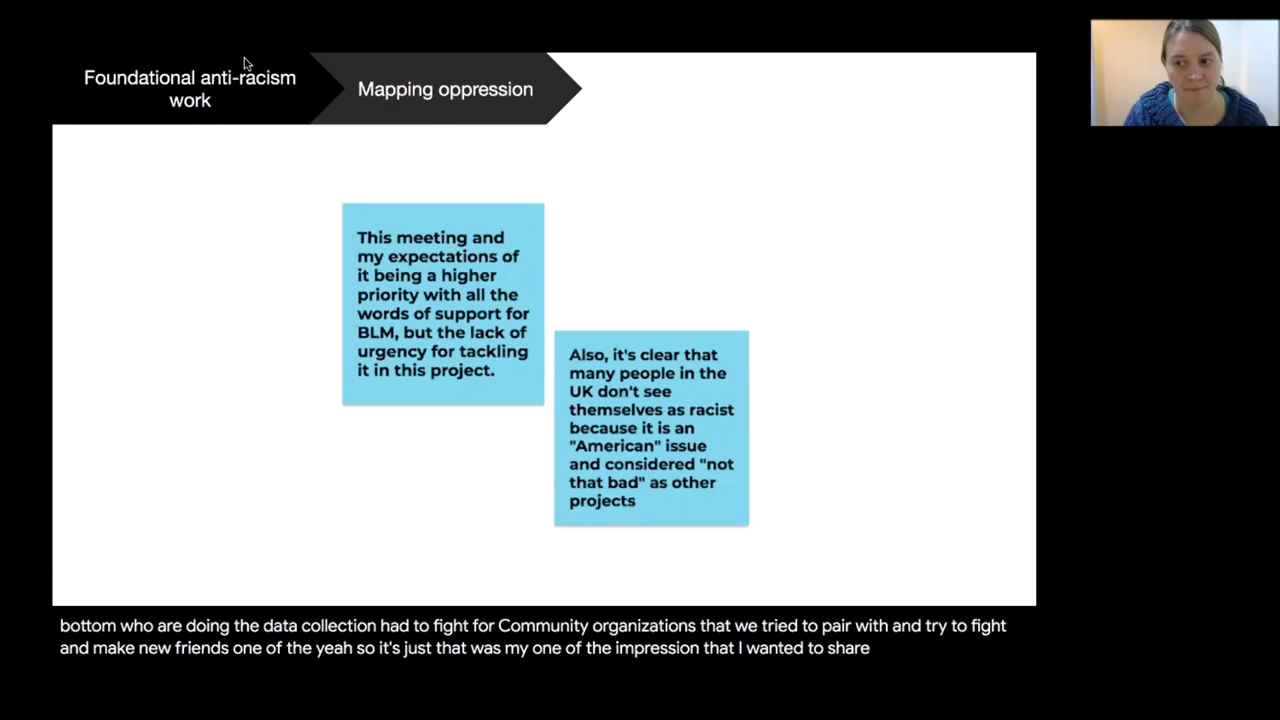 Foundational anti-racism
work
Mapping oppression
This meeting and
my expectations of
it being a higher
priority with all the
words of support for
BLM, but the lack of
urgency for tackling
it in this project.
Also, it's clear that
many people in the
UK don't see
themselves as racist
because it is an
"American" issue
and considered "not
that bad" as other
projects
bottom who are doing the data collection had to fight for Community organizations that we tried to pair with and try to fight
and make new friends one of the yeah so it's just that was my one of the impression that I wanted to share